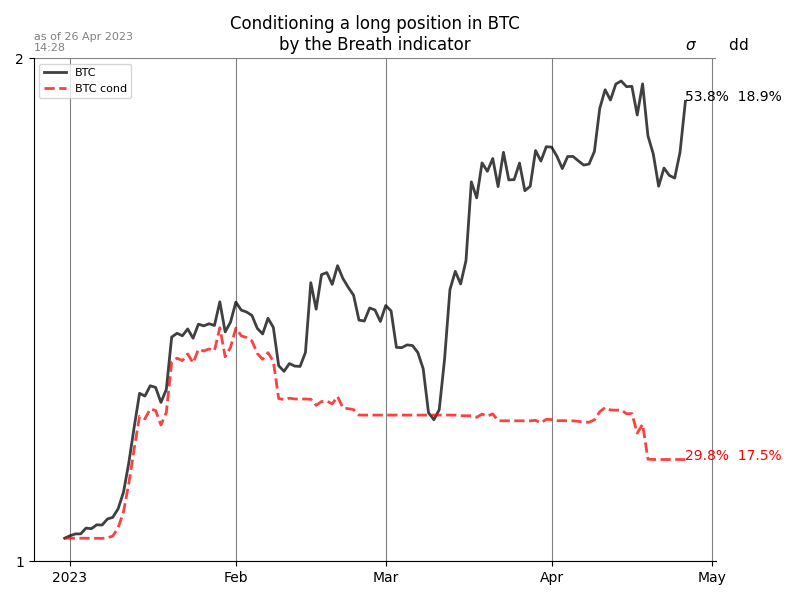 Conditioning a long position in BTC
by the Breath indicator
as of 26 Apr 2023
14:28
σ dd
2
BTC
BTC cond
53.8% 18.9%
29.8% 17.5%
1
2023 Feb Mar Apr May